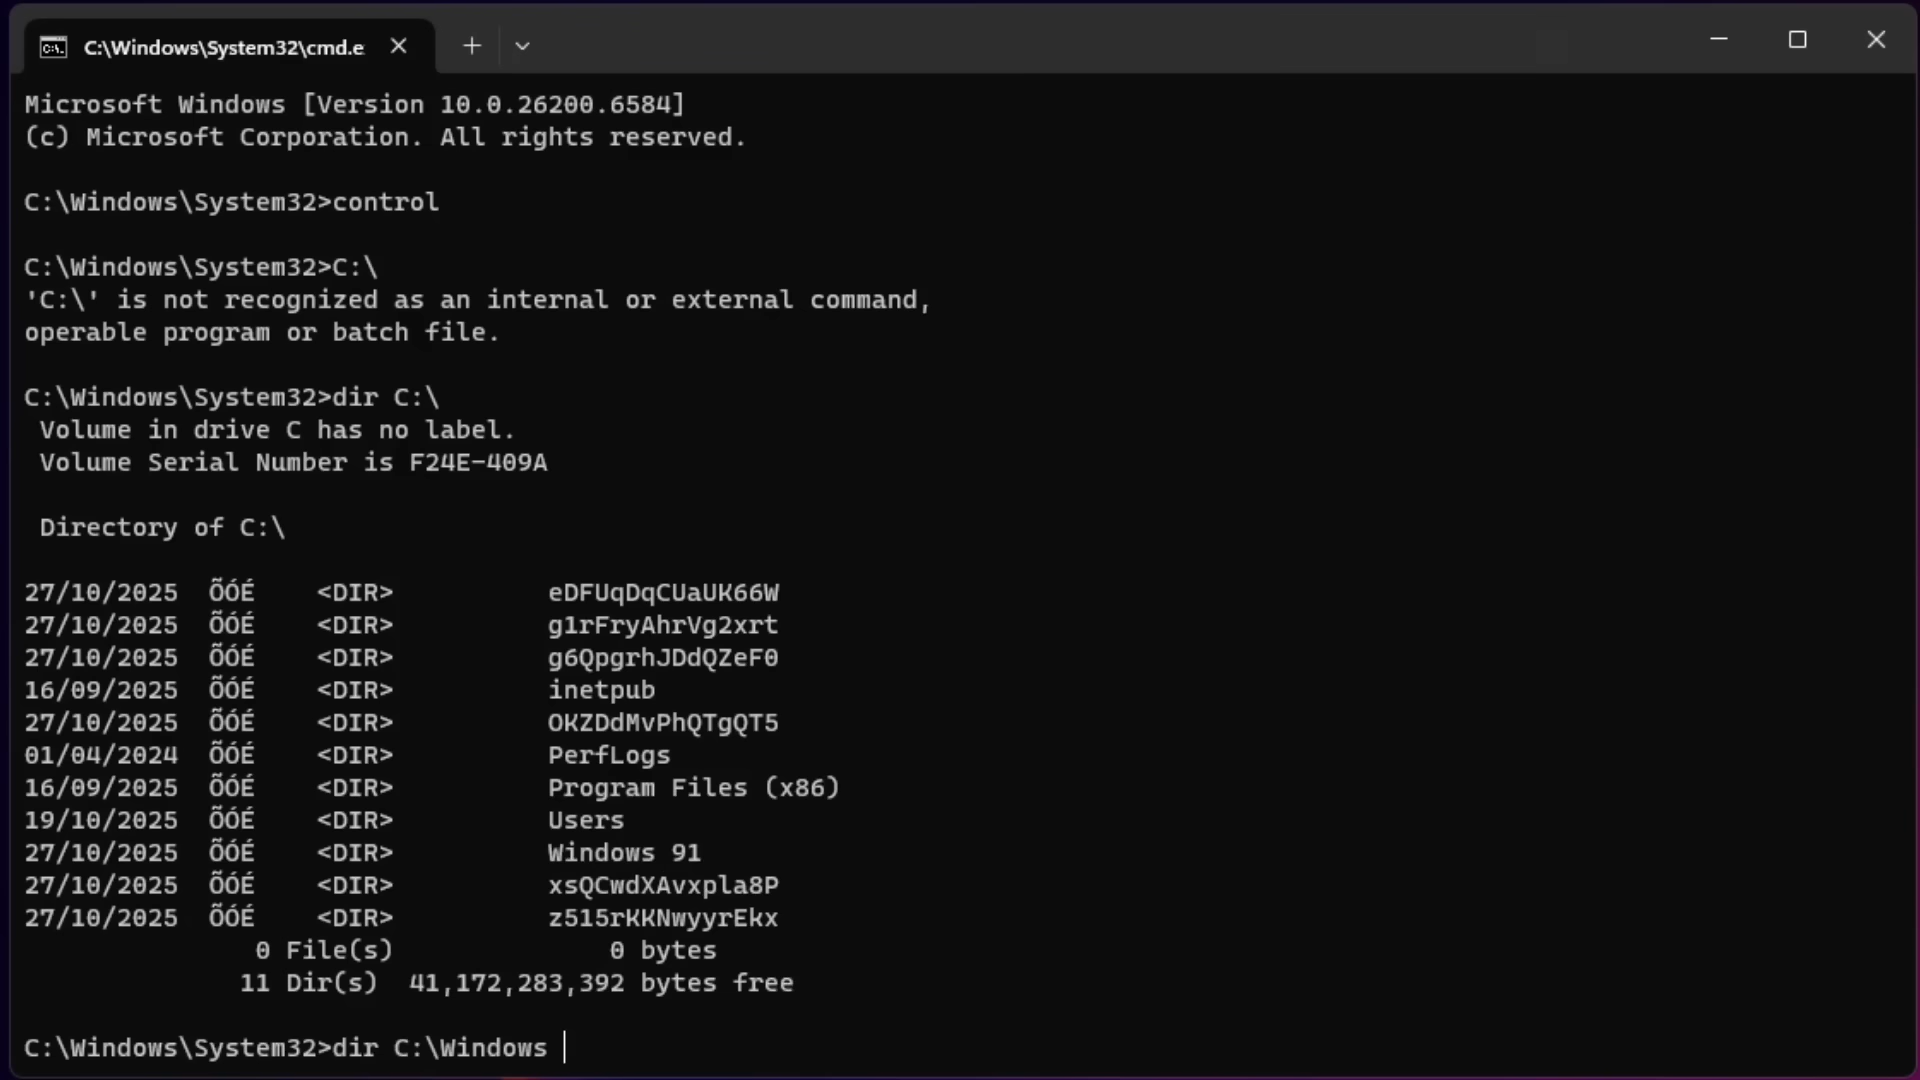 C:\Windows\System32\cmd.e
Microsoft Windows [Version 10.0.26200.6584]
(c) Microsoft Corporation. All rights reserved.
C:\Windows\System32>control
C:\Windows\System32>C:\
'C:\' is not recognized as an internal or external command,
operable program or batch file.
C:\Windows\System32>dir C:\
Volume in drive C has no label.
Volume Serial Number is F24E-409A
Directory of C:\
27/10/2025  ÕÓÉ    <DIR>          eDFUqDqCUaUK66W
27/10/2025  ÕÓÉ    <DIR>          g1rFryAhrVg2xrt
27/10/2025  ÕÓÉ    <DIR>          g6QpgrhJDdQZeF0
16/09/2025  ÕÓÉ    <DIR>          inetpub
27/10/2025  ÕÓÉ    <DIR>          OKZDdMvPhQTgQT5
01/04/2024  ÕÓÉ    <DIR>          PerfLogs
16/09/2025  ÕÓÉ    <DIR>          Program Files (x86)
19/10/2025  ÕÓÉ    <DIR>          Users
27/10/2025  ÕÓÉ    <DIR>          Windows 91
27/10/2025  ÕÓÉ    <DIR>          xsQCwdXAvxpla8P
27/10/2025  ÕÓÉ    <DIR>          z515rKKNwyyrEkx
0 File(s)              0 bytes
11 Dir(s)  41,172,283,392 bytes free
C:\Windows\System32>dir C:\Windows